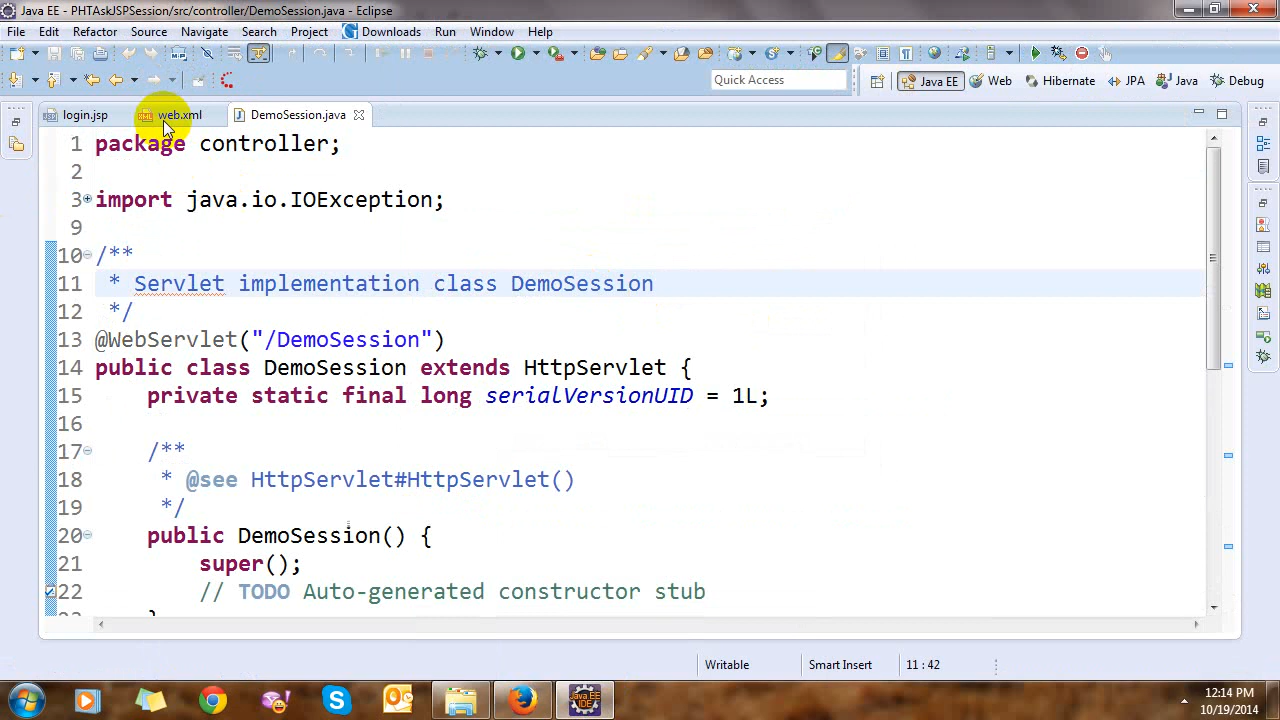 Java EE - PHTAskJSPSession/src/controller/DemoSession.java - Eclipse
File Edit Refactor Source Navigate Search Project Downloads Run Window Help
Quick Access
Java EE Web Hibernate JPA Java Debug
login.jsp web.xml DemoSession.java
1 package controller;
2
3 import java.io.IOException;
9
10 /**
11 * Servlet implementation class DemoSession
12 */
13 @WebServlet("/DemoSession")
14 public class DemoSession extends HttpServlet {
15 private static final long serialVersionUID = 1L;
16
17 /**
18 * @see HttpServlet#HttpServlet()
19 */
20 public DemoSession() {
21 super();
22 // TODO Auto-generated constructor stub
Writable Smart Insert 11 : 42
Java EE
IDE
12:14 PM
10/19/2014